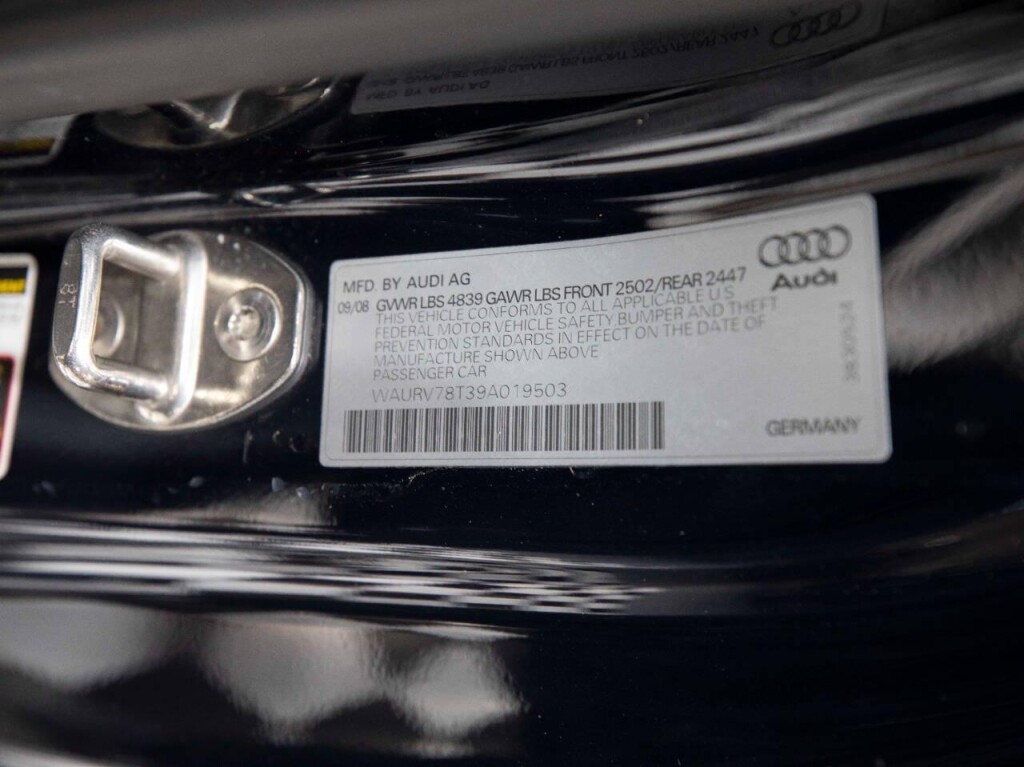 MFD. BY AUDI AG
09/08 GVWR LBS 4839 GAWR LBS FRONT 2502/REAR 2447
THIS VEHICLE CONFORMS TO ALL APPLICABLE U.S.
FEDERAL MOTOR VEHICLE SAFETY BUMPER AND THEFT
PREVENTION STANDARDS IN EFFECT ON THE DATE OF
MANUFACTURE SHOWN ABOVE
PASSENGER CAR
WAURV78T39A019503
Audi
GERMANY